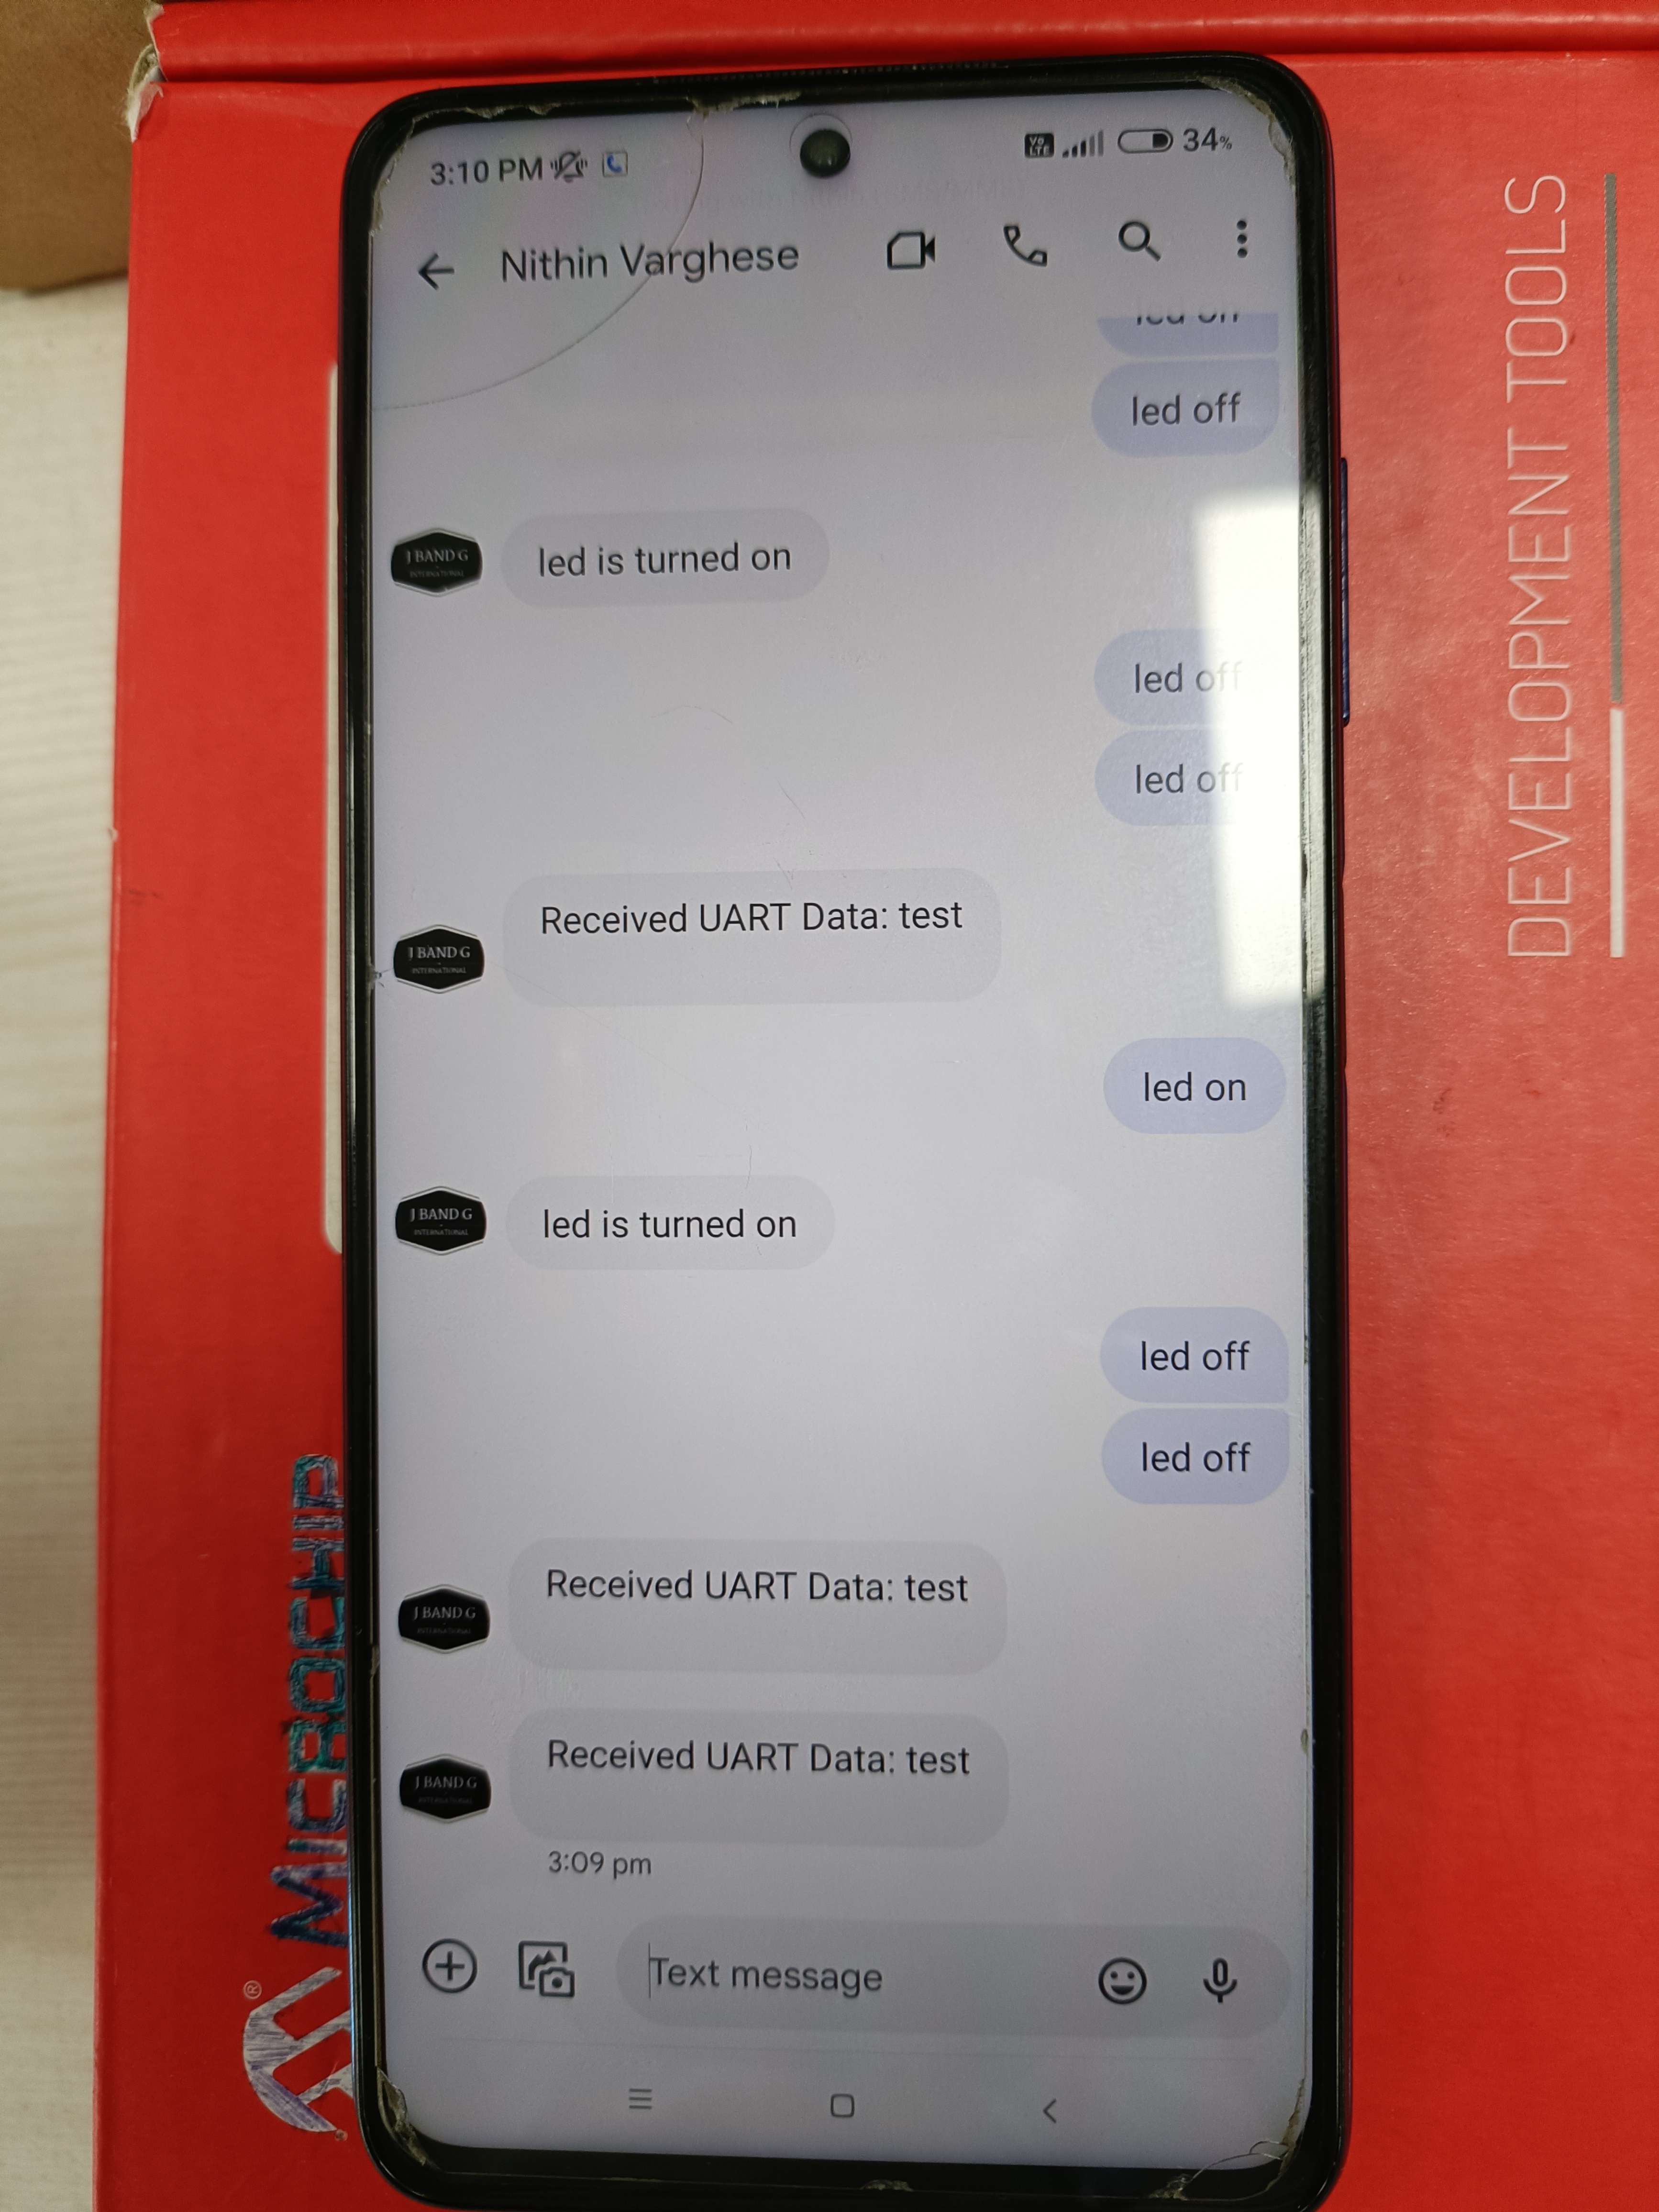 3:10 PM
VO LTE
34%
Nithin Varghese
led off
J BAND G
INTERNATIONAL
led is turned on
led off
led off
J BAND G
INTERNATIONAL
Received UART Data: test
led on
J BAND G
INTERNATIONAL
led is turned on
led off
led off
J BAND G
INTERNATIONAL
Received UART Data: test
J BAND G
INTERNATIONAL
Received UART Data: test
3:09 pm
Text message
DEVELOPMENT TOOLS
MICROCHIP
®